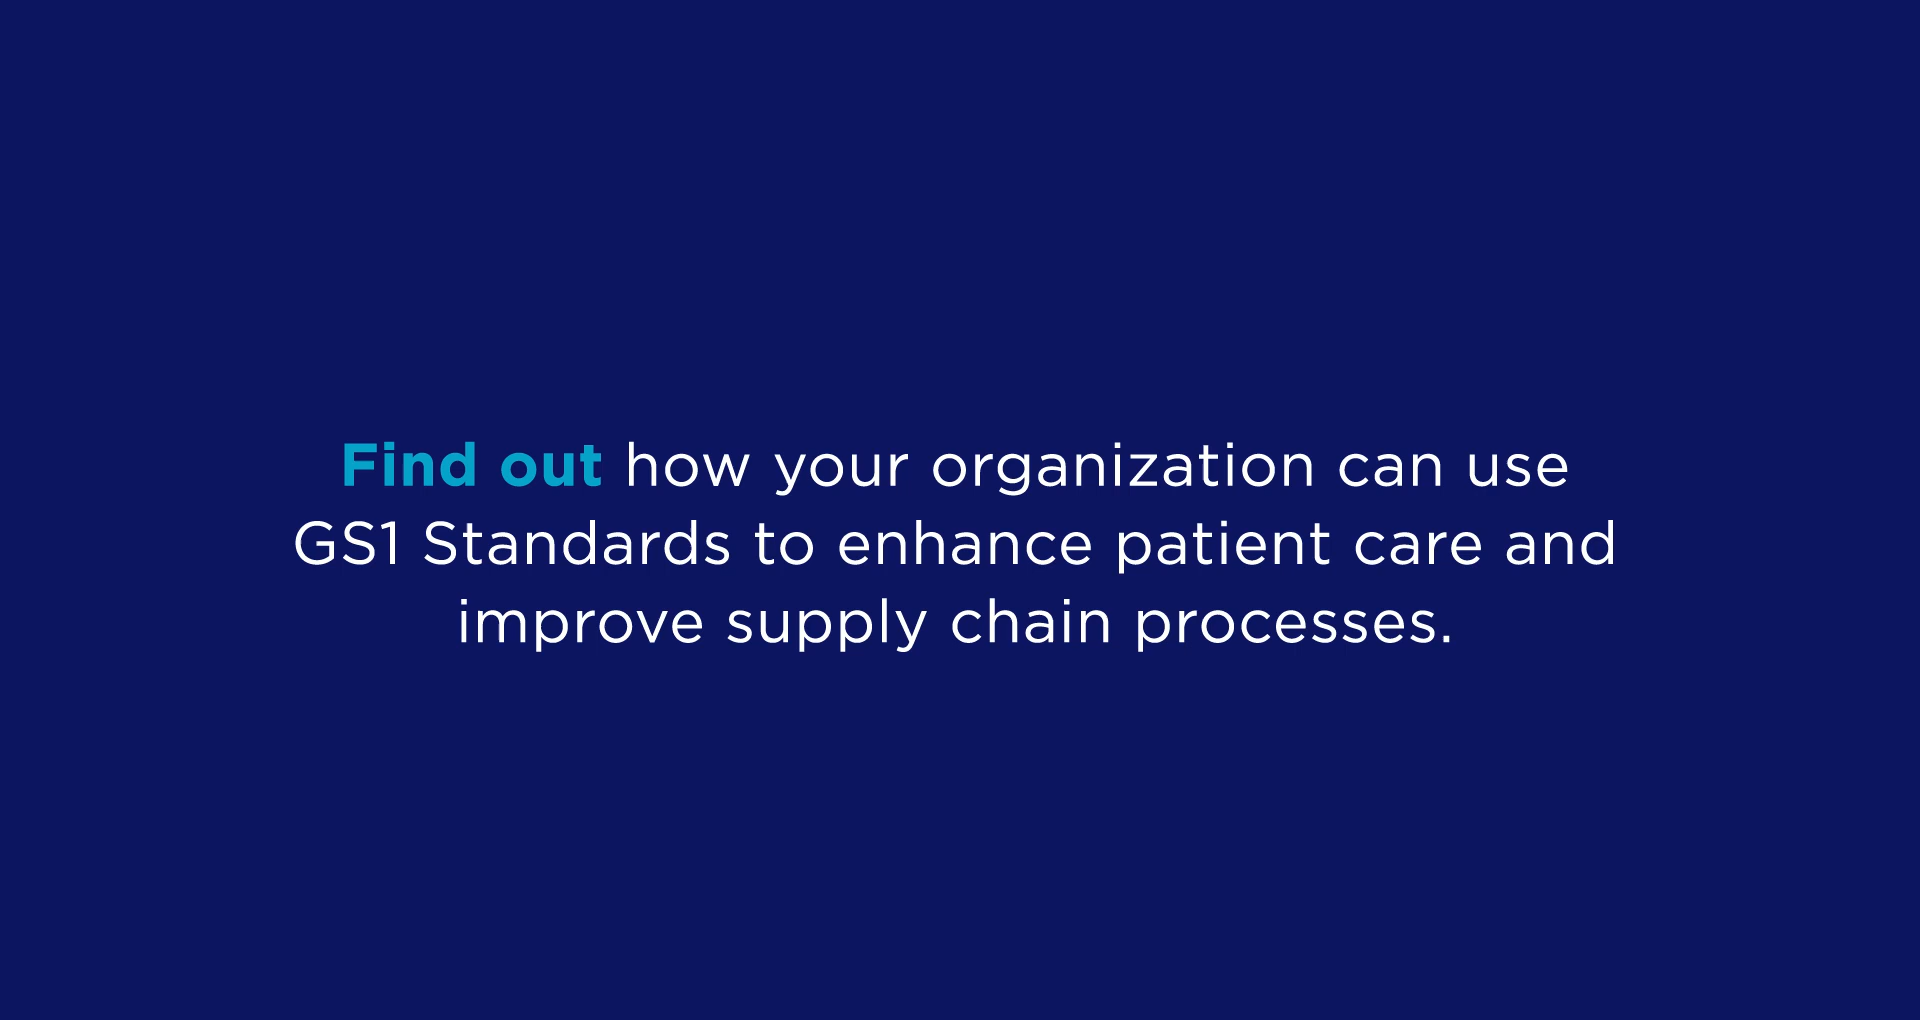 Find out how your organization can use
GS1 Standards to enhance patient care and
improve supply chain processes.